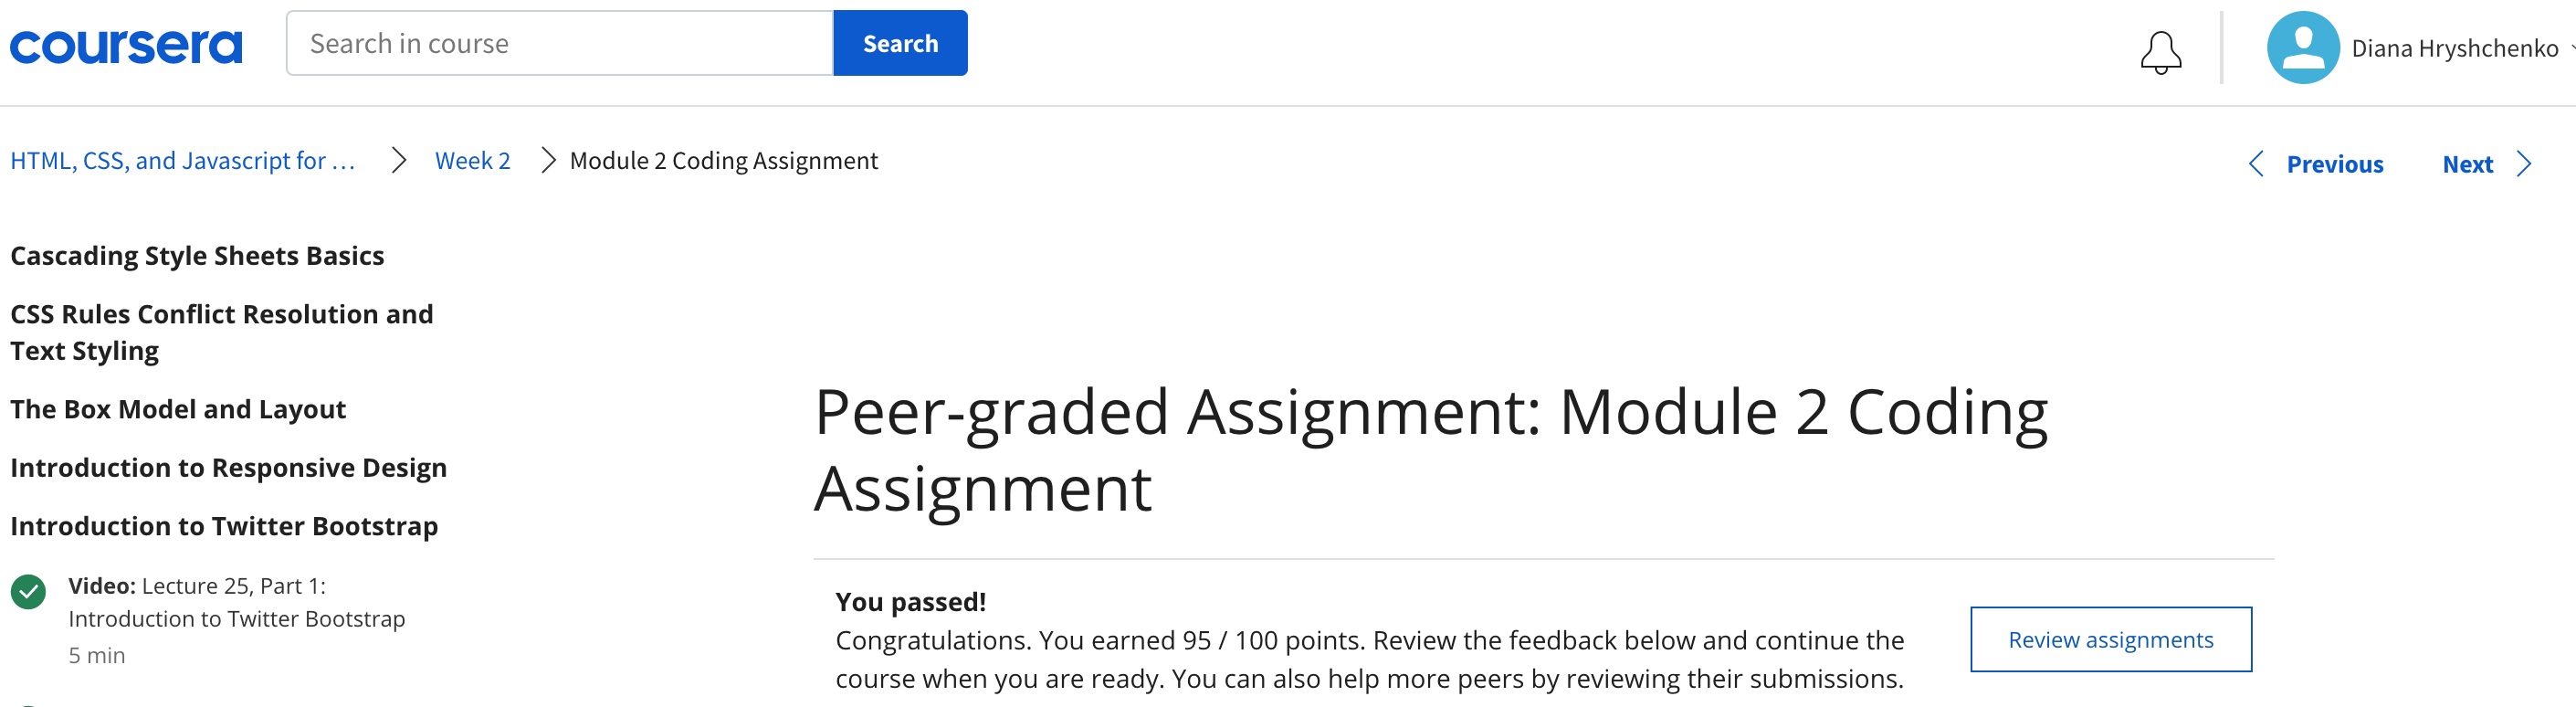 coursera
Search in course
Search
Diana Hryshchenko
HTML, CSS, and Javascript for …
Week 2
Module 2 Coding Assignment
Previous
Next
Cascading Style Sheets Basics
CSS Rules Conflict Resolution and
Text Styling
The Box Model and Layout
Introduction to Responsive Design
Introduction to Twitter Bootstrap
Video: Lecture 25, Part 1:
Introduction to Twitter Bootstrap
5 min
Peer-graded Assignment: Module 2 Coding
Assignment
You passed!
Congratulations. You earned 95 / 100 points. Review the feedback below and continue the
course when you are ready. You can also help more peers by reviewing their submissions.
Review assignments